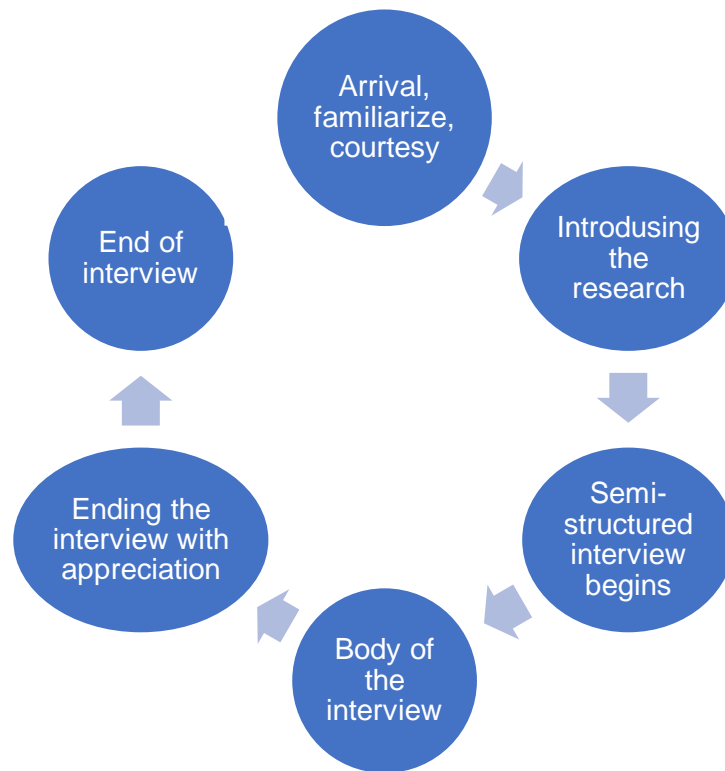 Arrival,
familiarize,
courtesy
Introdusing
the
research
Semi-
structured
interview
begins
Body of
the
interview
Ending the
interview with
appreciation
End of
interview